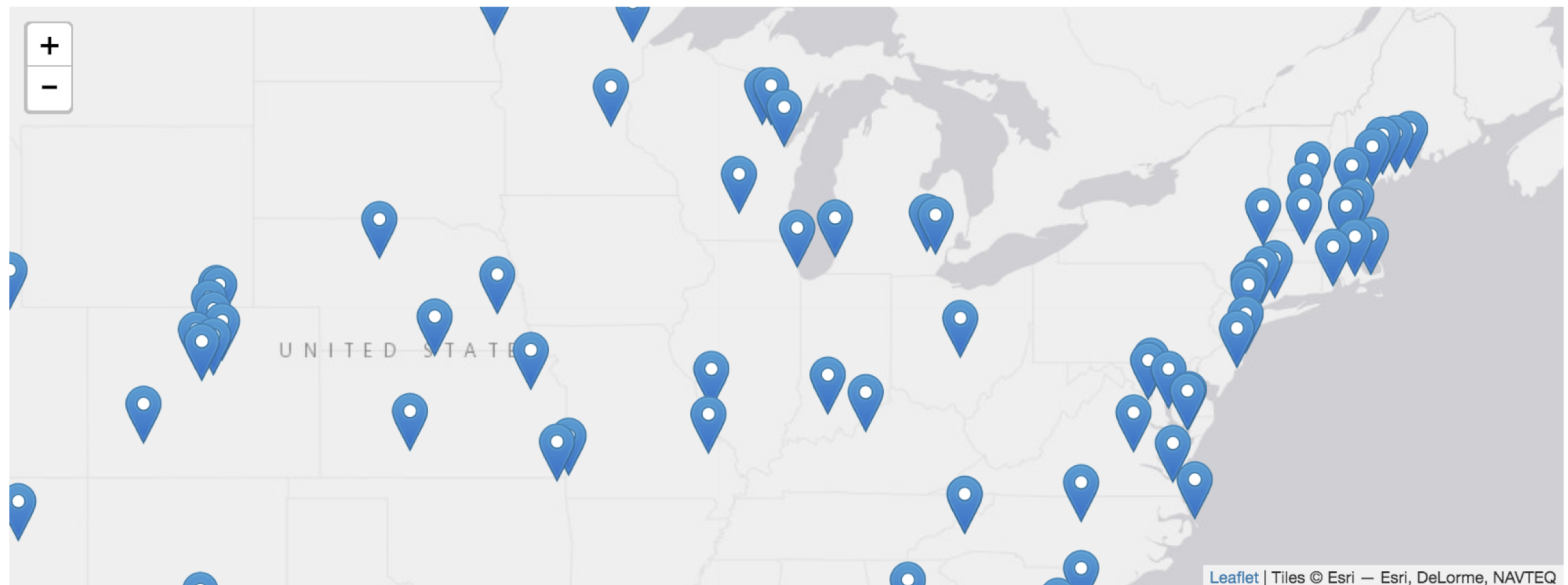 +
−
UNITED STATE
Leaflet | Tiles © Esri — Esri, DeLorme, NAVTEQ